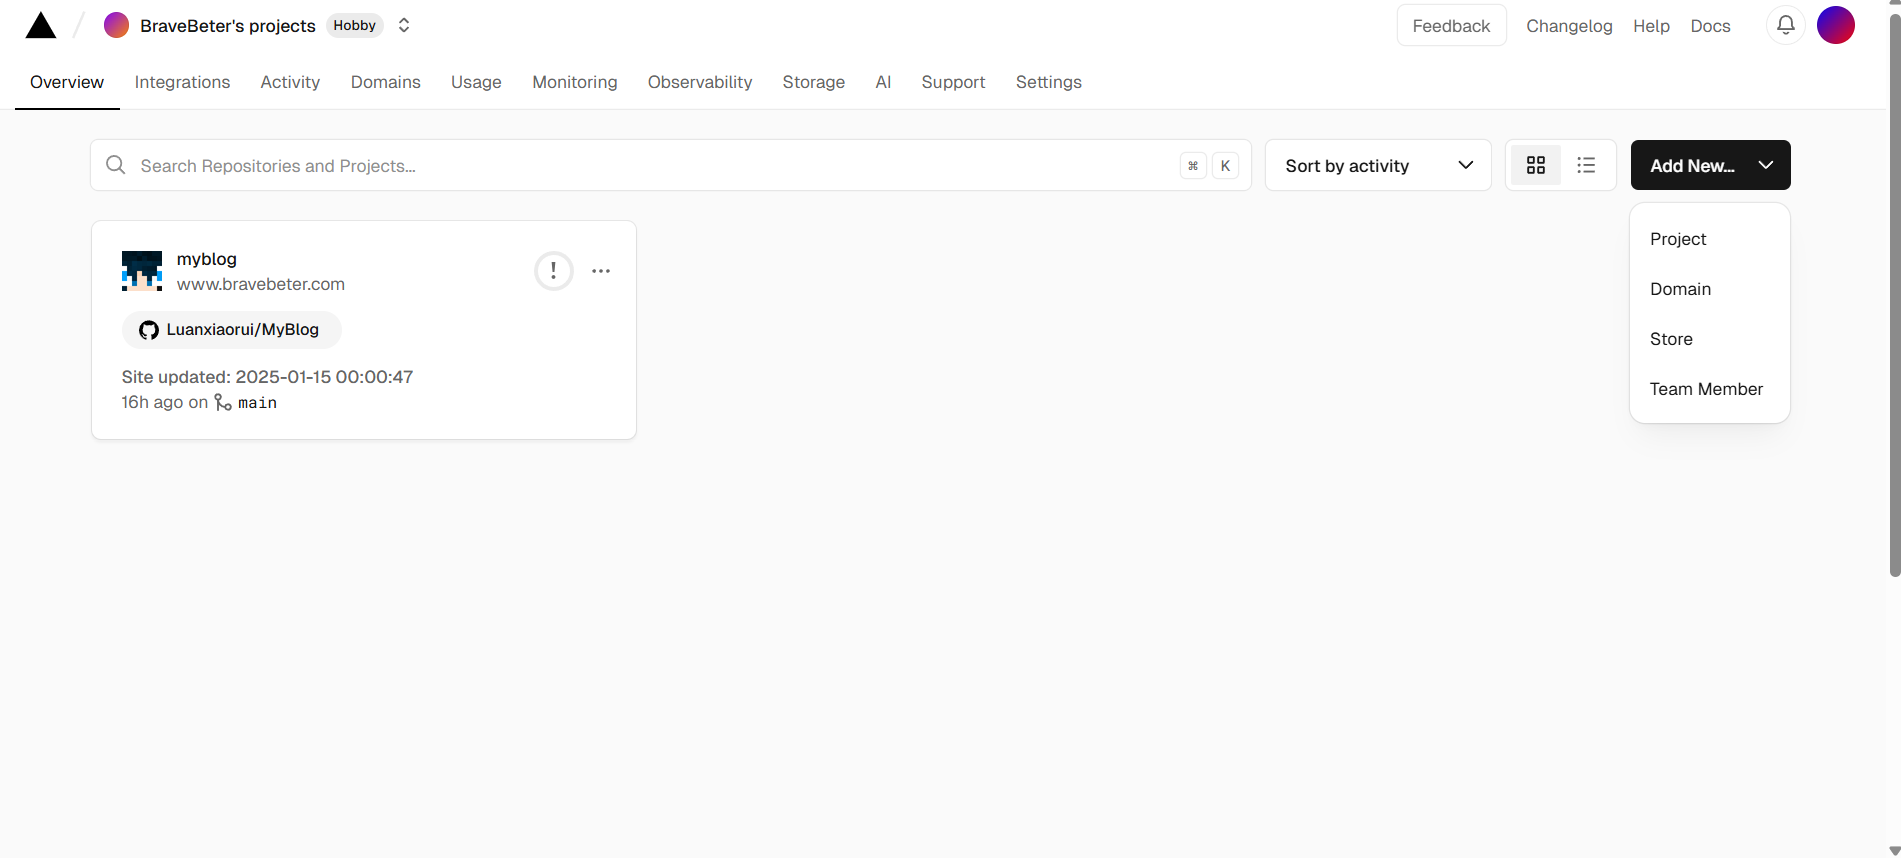 BraveBeter's projects Hobby Feedback Changelog Help Docs
Overview Integrations Activity Domains Usage Monitoring Observability Storage AI Support Settings
Search Repositories and Projects... ⌘ K Sort by activity Add New...
Project
Domain
Store
Team Member
myblog
www.bravebeter.com
!
Luanxiaorui/MyBlog
Site updated: 2025-01-15 00:00:47
16h ago on main